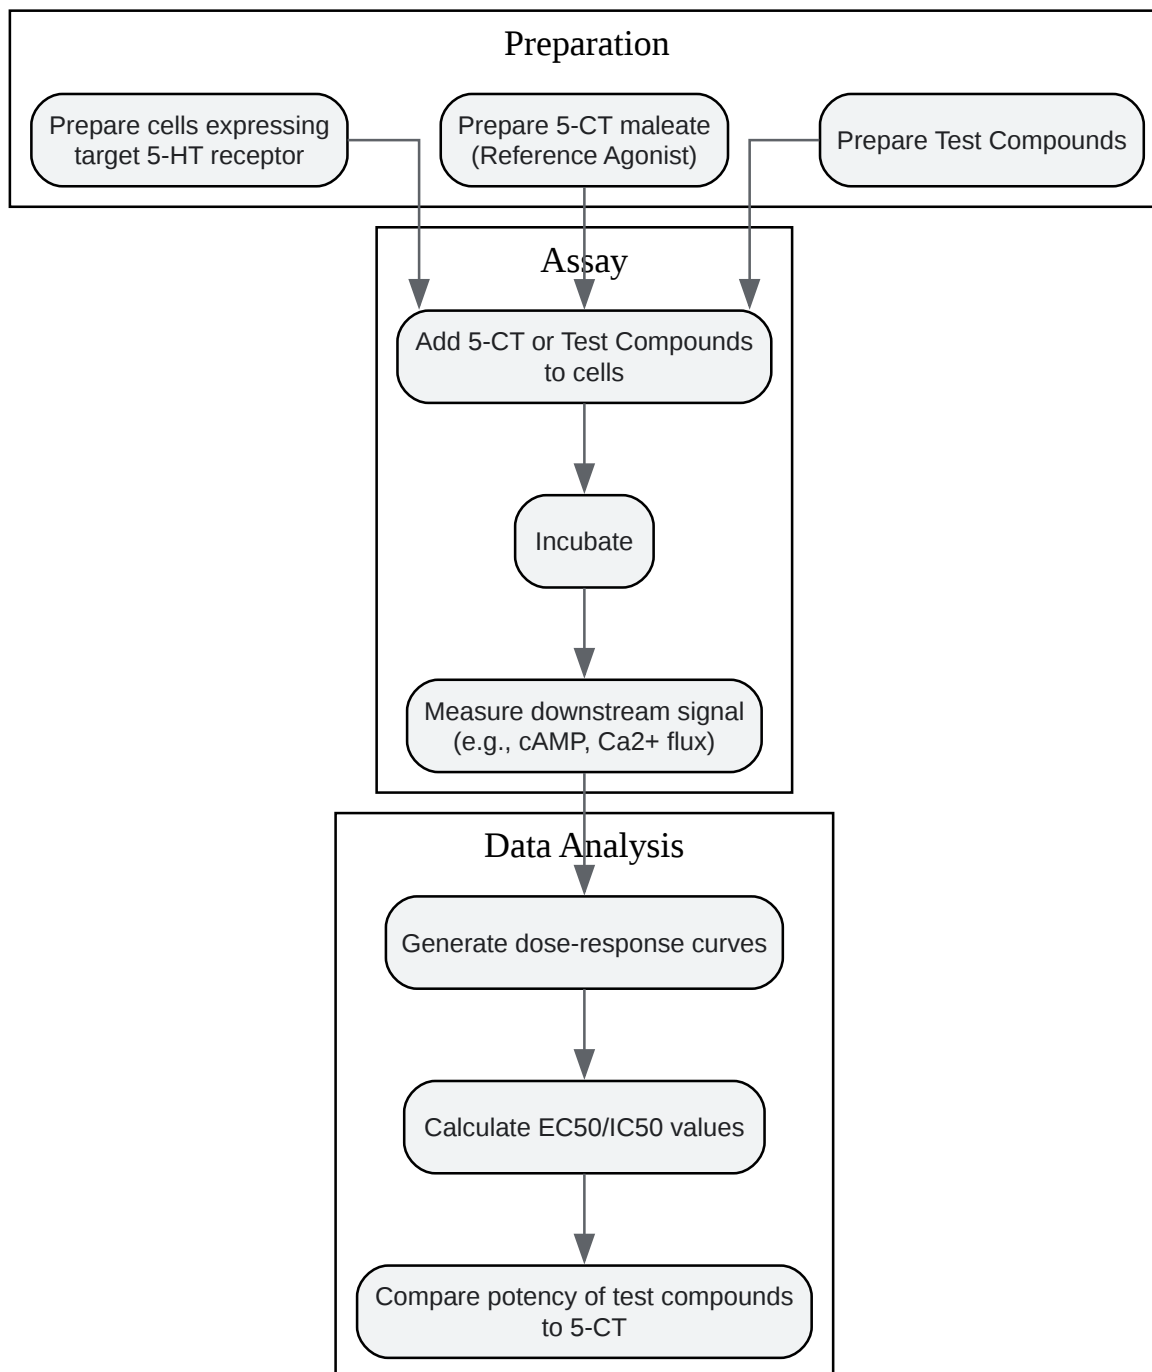 Preparation
Prepare cells expressing
target 5-HT receptor
Prepare 5-CT maleate
(Reference Agonist)
Prepare Test Compounds
Assay
Add 5-CT or Test Compounds
to cells
Incubate
Measure downstream signal
(e.g., cAMP, Ca2+ flux)
Data Analysis
Generate dose-response curves
Calculate EC50/IC50 values
Compare potency of test compounds
to 5-CT